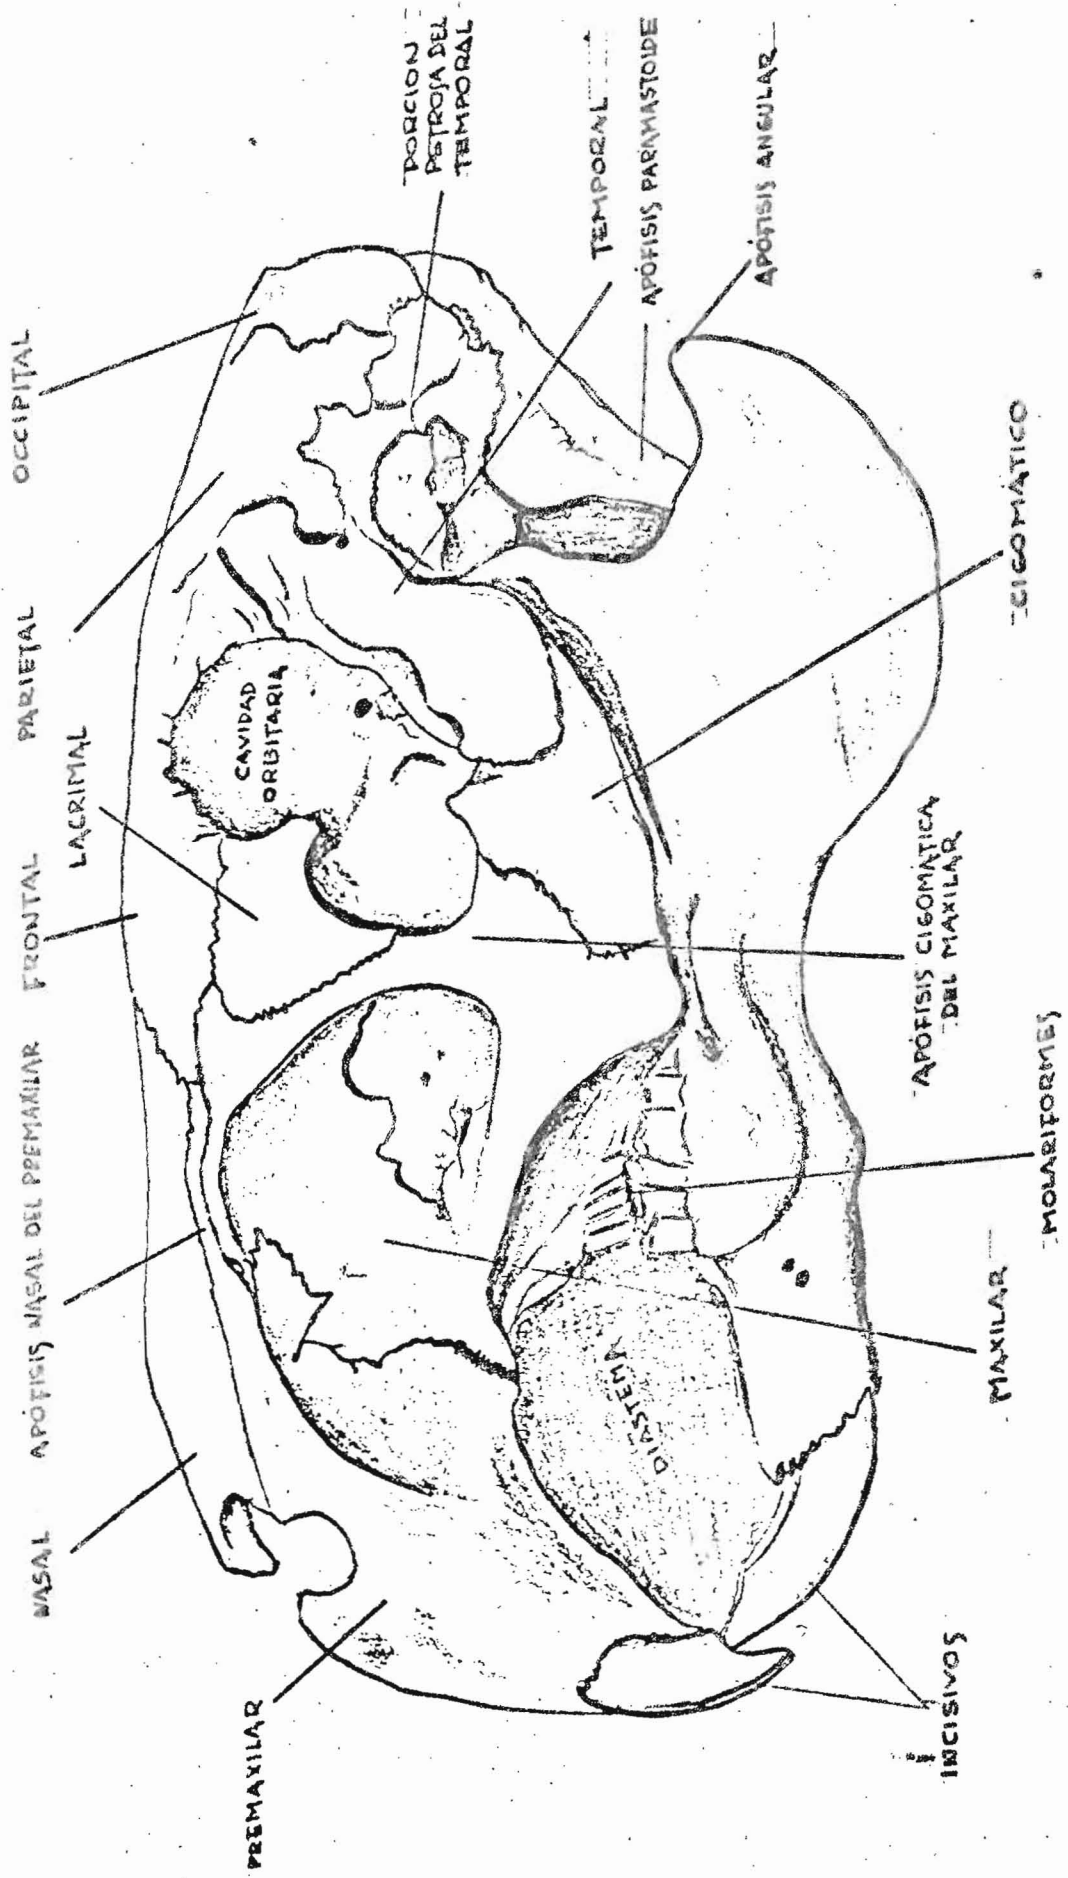 NASAL
APÓFISIS NASAL DEL PREMAXILAR
FRONTAL
LACRIMAL
PARIETAL
OCCIPITAL
PORCION
PETROSA DEL
TEMPORAL
TEMPORAL
APÓFISIS PARAMASTOIDE
APÓFISIS ANGULAR
CAVIDAD
ORBITARIA
DIASTEMA
PREMAXILAR
INCISIVOS
MAXILAR
MOLARIFORMES
APÓFISIS CIGOMÁTICA
DEL MAXILAR
CIGOMÁTICO